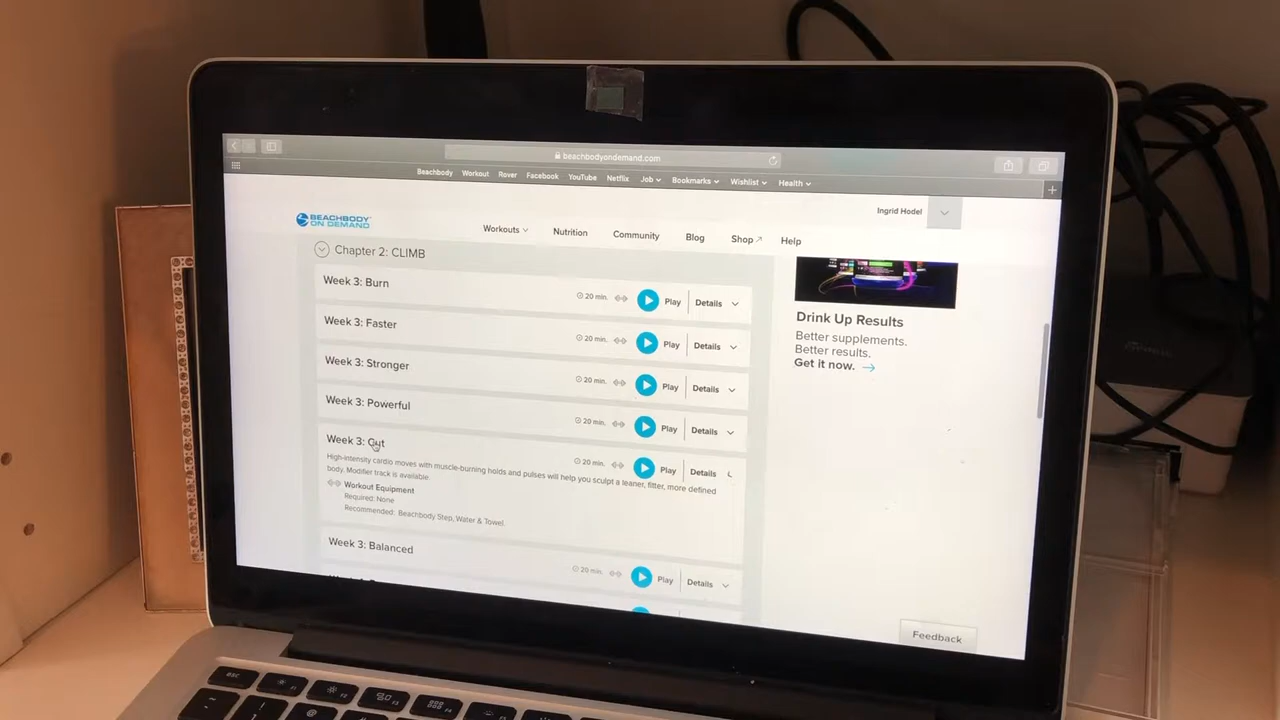 beachbodyondemand.com
Beachbody Workout Rover Facebook YouTube Netflix Job Bookmarks Wishlist Health
Ingrid Hodel
BEACHBODY
ON DEMAND
Workouts Nutrition Community Blog Shop Help
Chapter 2: CLIMB
Week 3: Burn
20 min. Play Details
Week 3: Faster
20 min. Play Details
Week 3: Stronger
20 min. Play Details
Week 3: Powerful
20 min. Play Details
Week 3: Cut
20 min. Play Details
High-intensity cardio moves with muscle-burning holds and pulses will help you sculpt a leaner, fitter, more defined
body. Modifier track is available.
Workout Equipment
Required: None
Recommended: Beachbody Step, Water & Towel.
Week 3: Balanced
20 min. Play Details
Drink Up Results
Better supplements.
Better results.
Get it now.
Feedback
esc
F1
F2
F3
F4
!
@